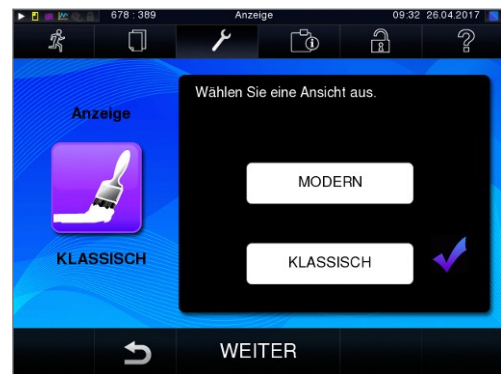 678 : 389 Anzeige 09:32 26.04.2017
?
Anzeige
Wählen Sie eine Ansicht aus.
MODERN
KLASSISCH
KLASSISCH
WEITER